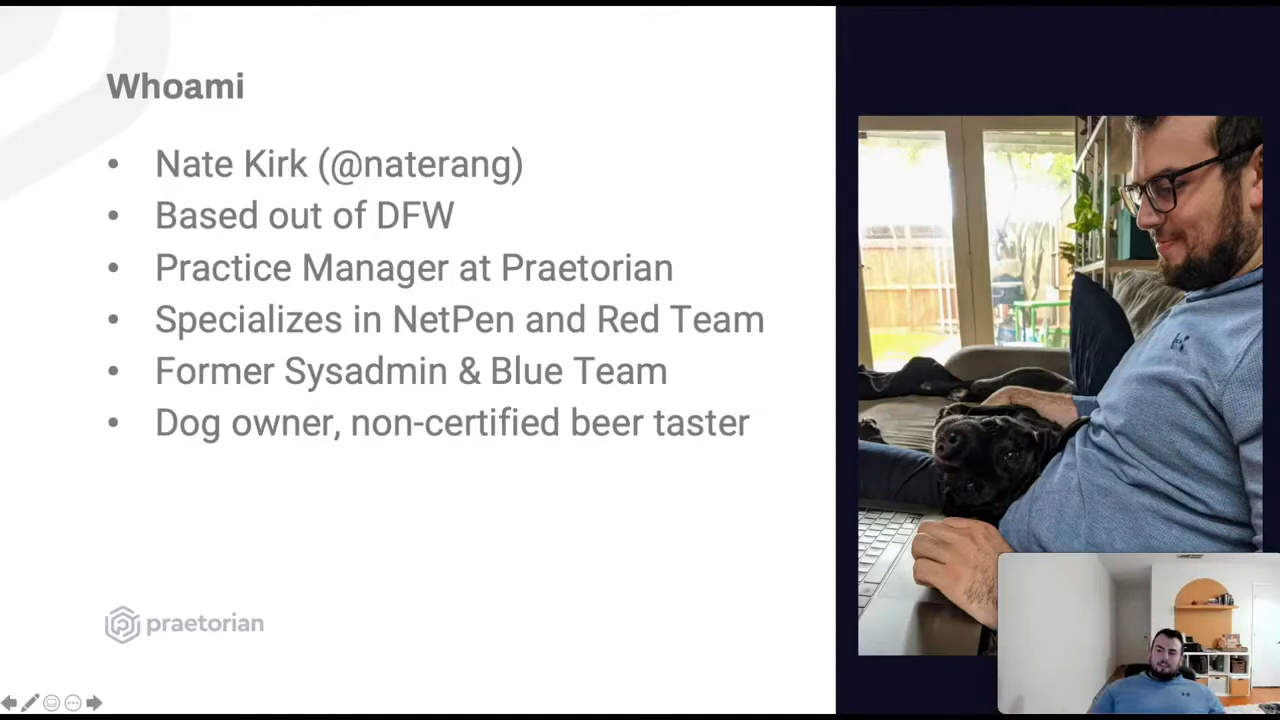 Whoami
• Nate Kirk (@naterang)
• Based out of DFW
• Practice Manager at Praetorian
• Specializes in NetPen and Red Team
• Former Sysadmin & Blue Team
• Dog owner, non-certified beer taster
praetorian